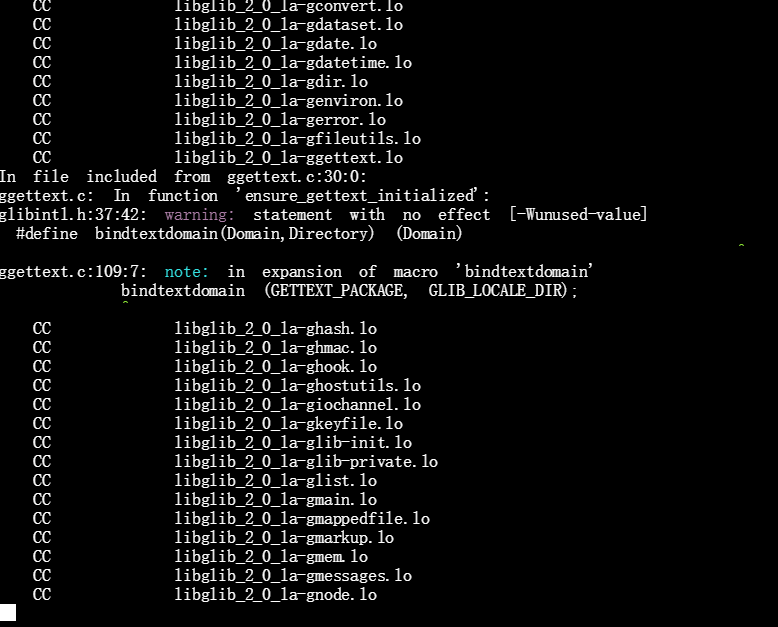 CC libglib_2_0_la-gconvert.lo
CC libglib_2_0_la-gdataset.lo
CC libglib_2_0_la-gdate.lo
CC libglib_2_0_la-gdatetime.lo
CC libglib_2_0_la-gdir.lo
CC libglib_2_0_la-genviron.lo
CC libglib_2_0_la-gerror.lo
CC libglib_2_0_la-gfileutils.lo
CC libglib_2_0_la-ggettext.lo
In file included from ggettext.c:30:0:
ggettext.c: In function 'ensure_gettext_initialized':
glibintl.h:37:42: warning: statement with no effect [-Wunused-value]
#define bindtextdomain(Domain,Directory) (Domain)
^
ggettext.c:109:7: note: in expansion of macro 'bindtextdomain'
bindtextdomain (GETTEXT_PACKAGE, GLIB_LOCALE_DIR);
^
CC libglib_2_0_la-ghash.lo
CC libglib_2_0_la-ghmac.lo
CC libglib_2_0_la-ghook.lo
CC libglib_2_0_la-ghostutils.lo
CC libglib_2_0_la-giochannel.lo
CC libglib_2_0_la-gkeyfile.lo
CC libglib_2_0_la-glib-init.lo
CC libglib_2_0_la-glib-private.lo
CC libglib_2_0_la-glist.lo
CC libglib_2_0_la-gmain.lo
CC libglib_2_0_la-gmappedfile.lo
CC libglib_2_0_la-gmarkup.lo
CC libglib_2_0_la-gmem.lo
CC libglib_2_0_la-gmessages.lo
CC libglib_2_0_la-gnode.lo